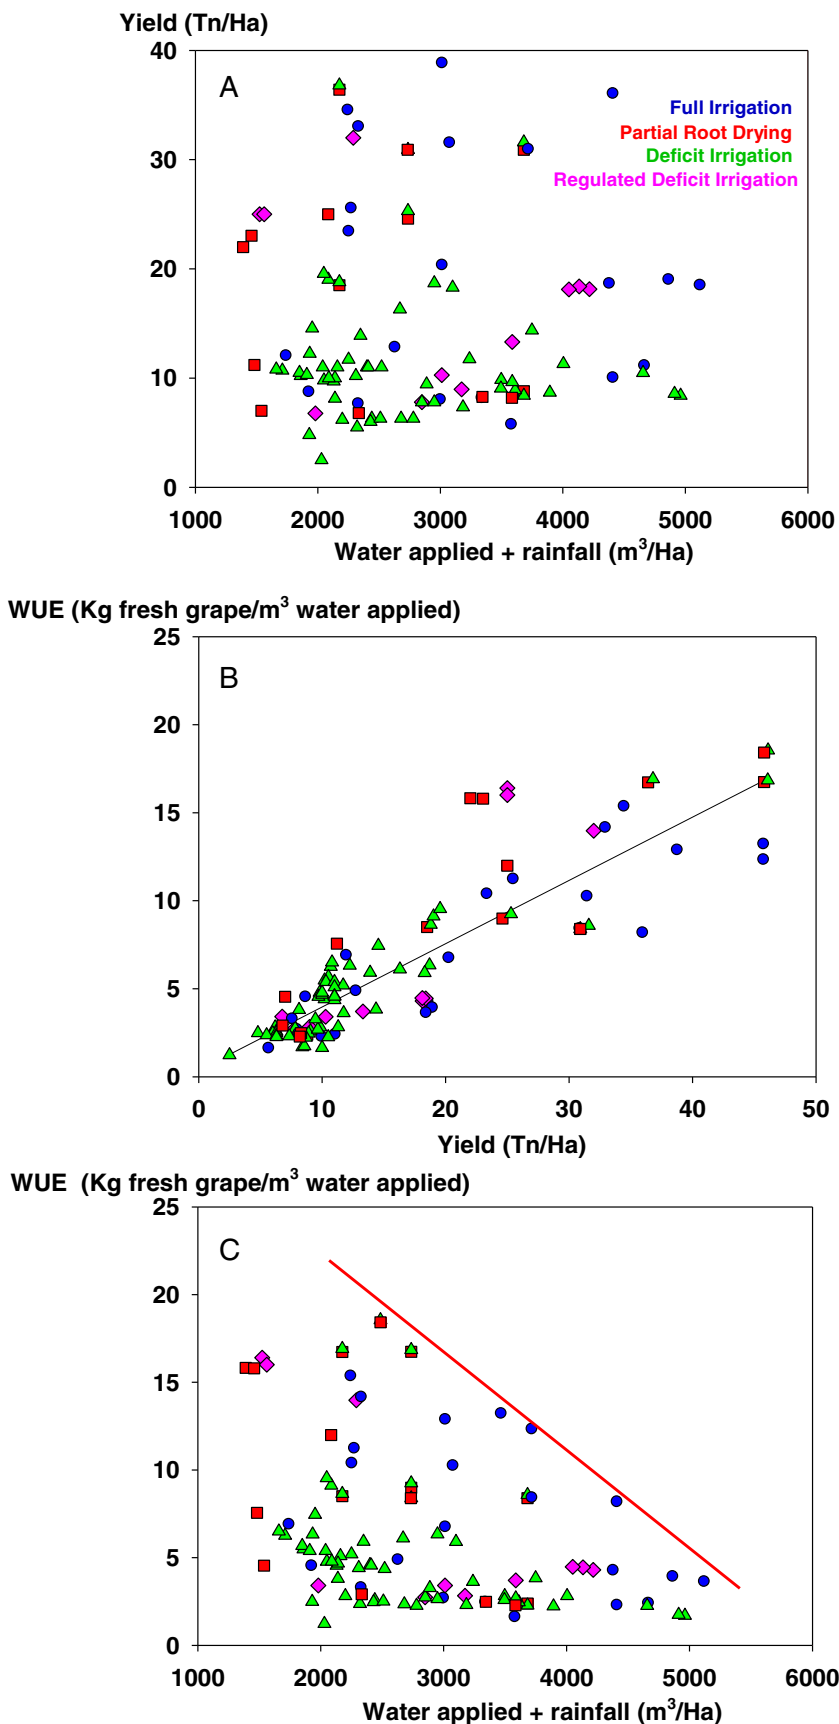 Yield (Tn/Ha)
40
A
Full Irrigation
Partial Root Drying
Deficit Irrigation
Regulated Deficit Irrigation
30
20
10
0
1000 2000 3000 4000 5000 6000
Water applied + rainfall (m³/Ha)
WUE (Kg fresh grape/m³ water applied)
25
B
20
15
10
5
0
0 10 20 30 40 50
Yield (Tn/Ha)
WUE (Kg fresh grape/m³ water applied)
25
C
20
15
10
5
0
1000 2000 3000 4000 5000 6000
Water applied + rainfall (m³/Ha)